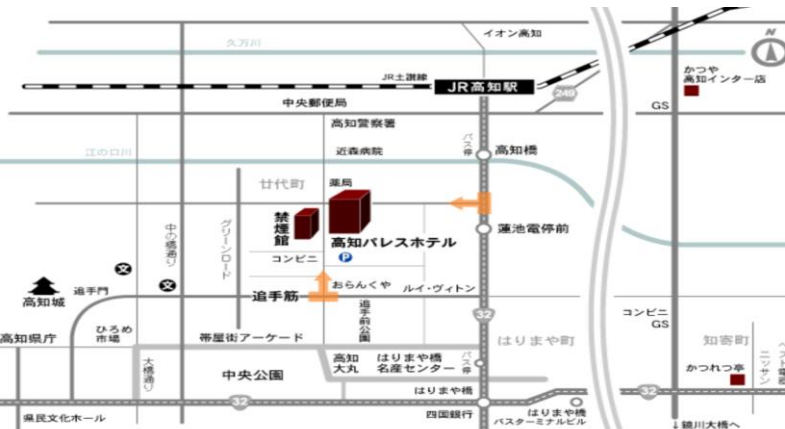 イオン高知
久万川
N
JR土讃線
JR高知駅
249
かつや
高知インター店
中央郵便局
GS
高知警察署
バス停
高知橋
江の口川
近森病院
廿代町
薬局
禁煙館
高知パレスホテル
蓮池電停前
中の橋通り
グリーンロード
コンビニ
P
文
文
高知城
追手門
追手筋
おらんくや
ルイ・ヴィトン
追手前公園
32
コンビニ
GS
高知県庁
ひろめ
市場
帯屋街アーケード
はりまや町
知寄町
大橋通り
中央公園
高知
大丸
はりまや橋
名産センター
バス停
かつれつ亭
ニッサン
はりまや橋
32
32
県民文化ホール
四国銀行
はりまや橋
バスターミナルビル
↓鏡川大橋へ